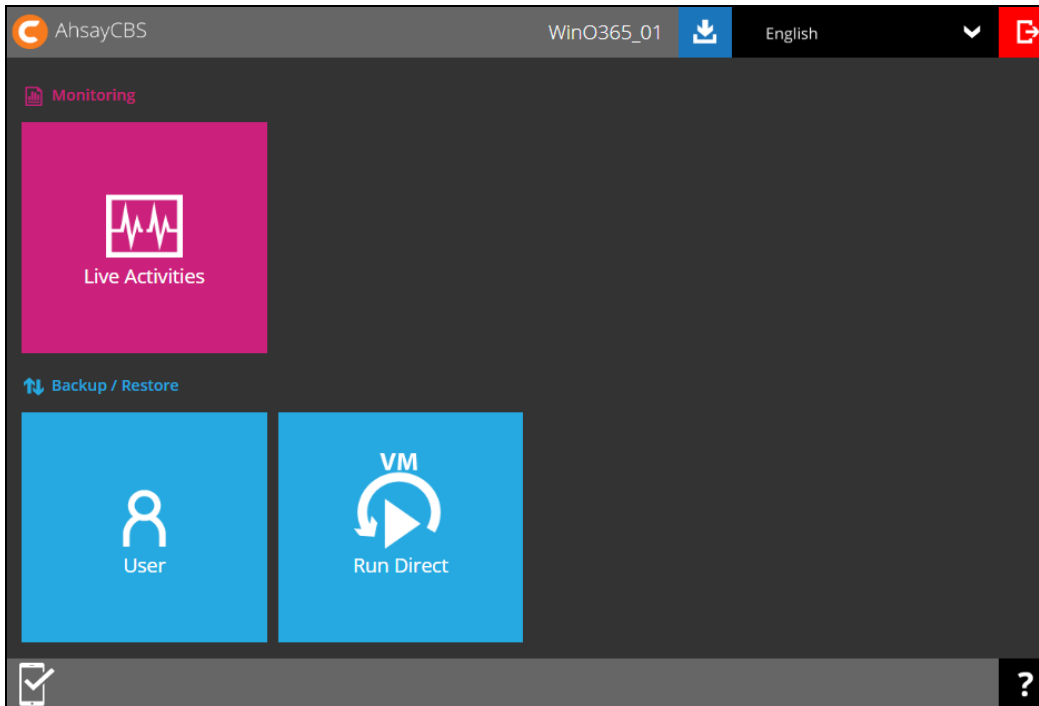 AhsayCBS
WinO365_01
English
Monitoring
Live Activities
Backup / Restore
User
VM
Run Direct
?